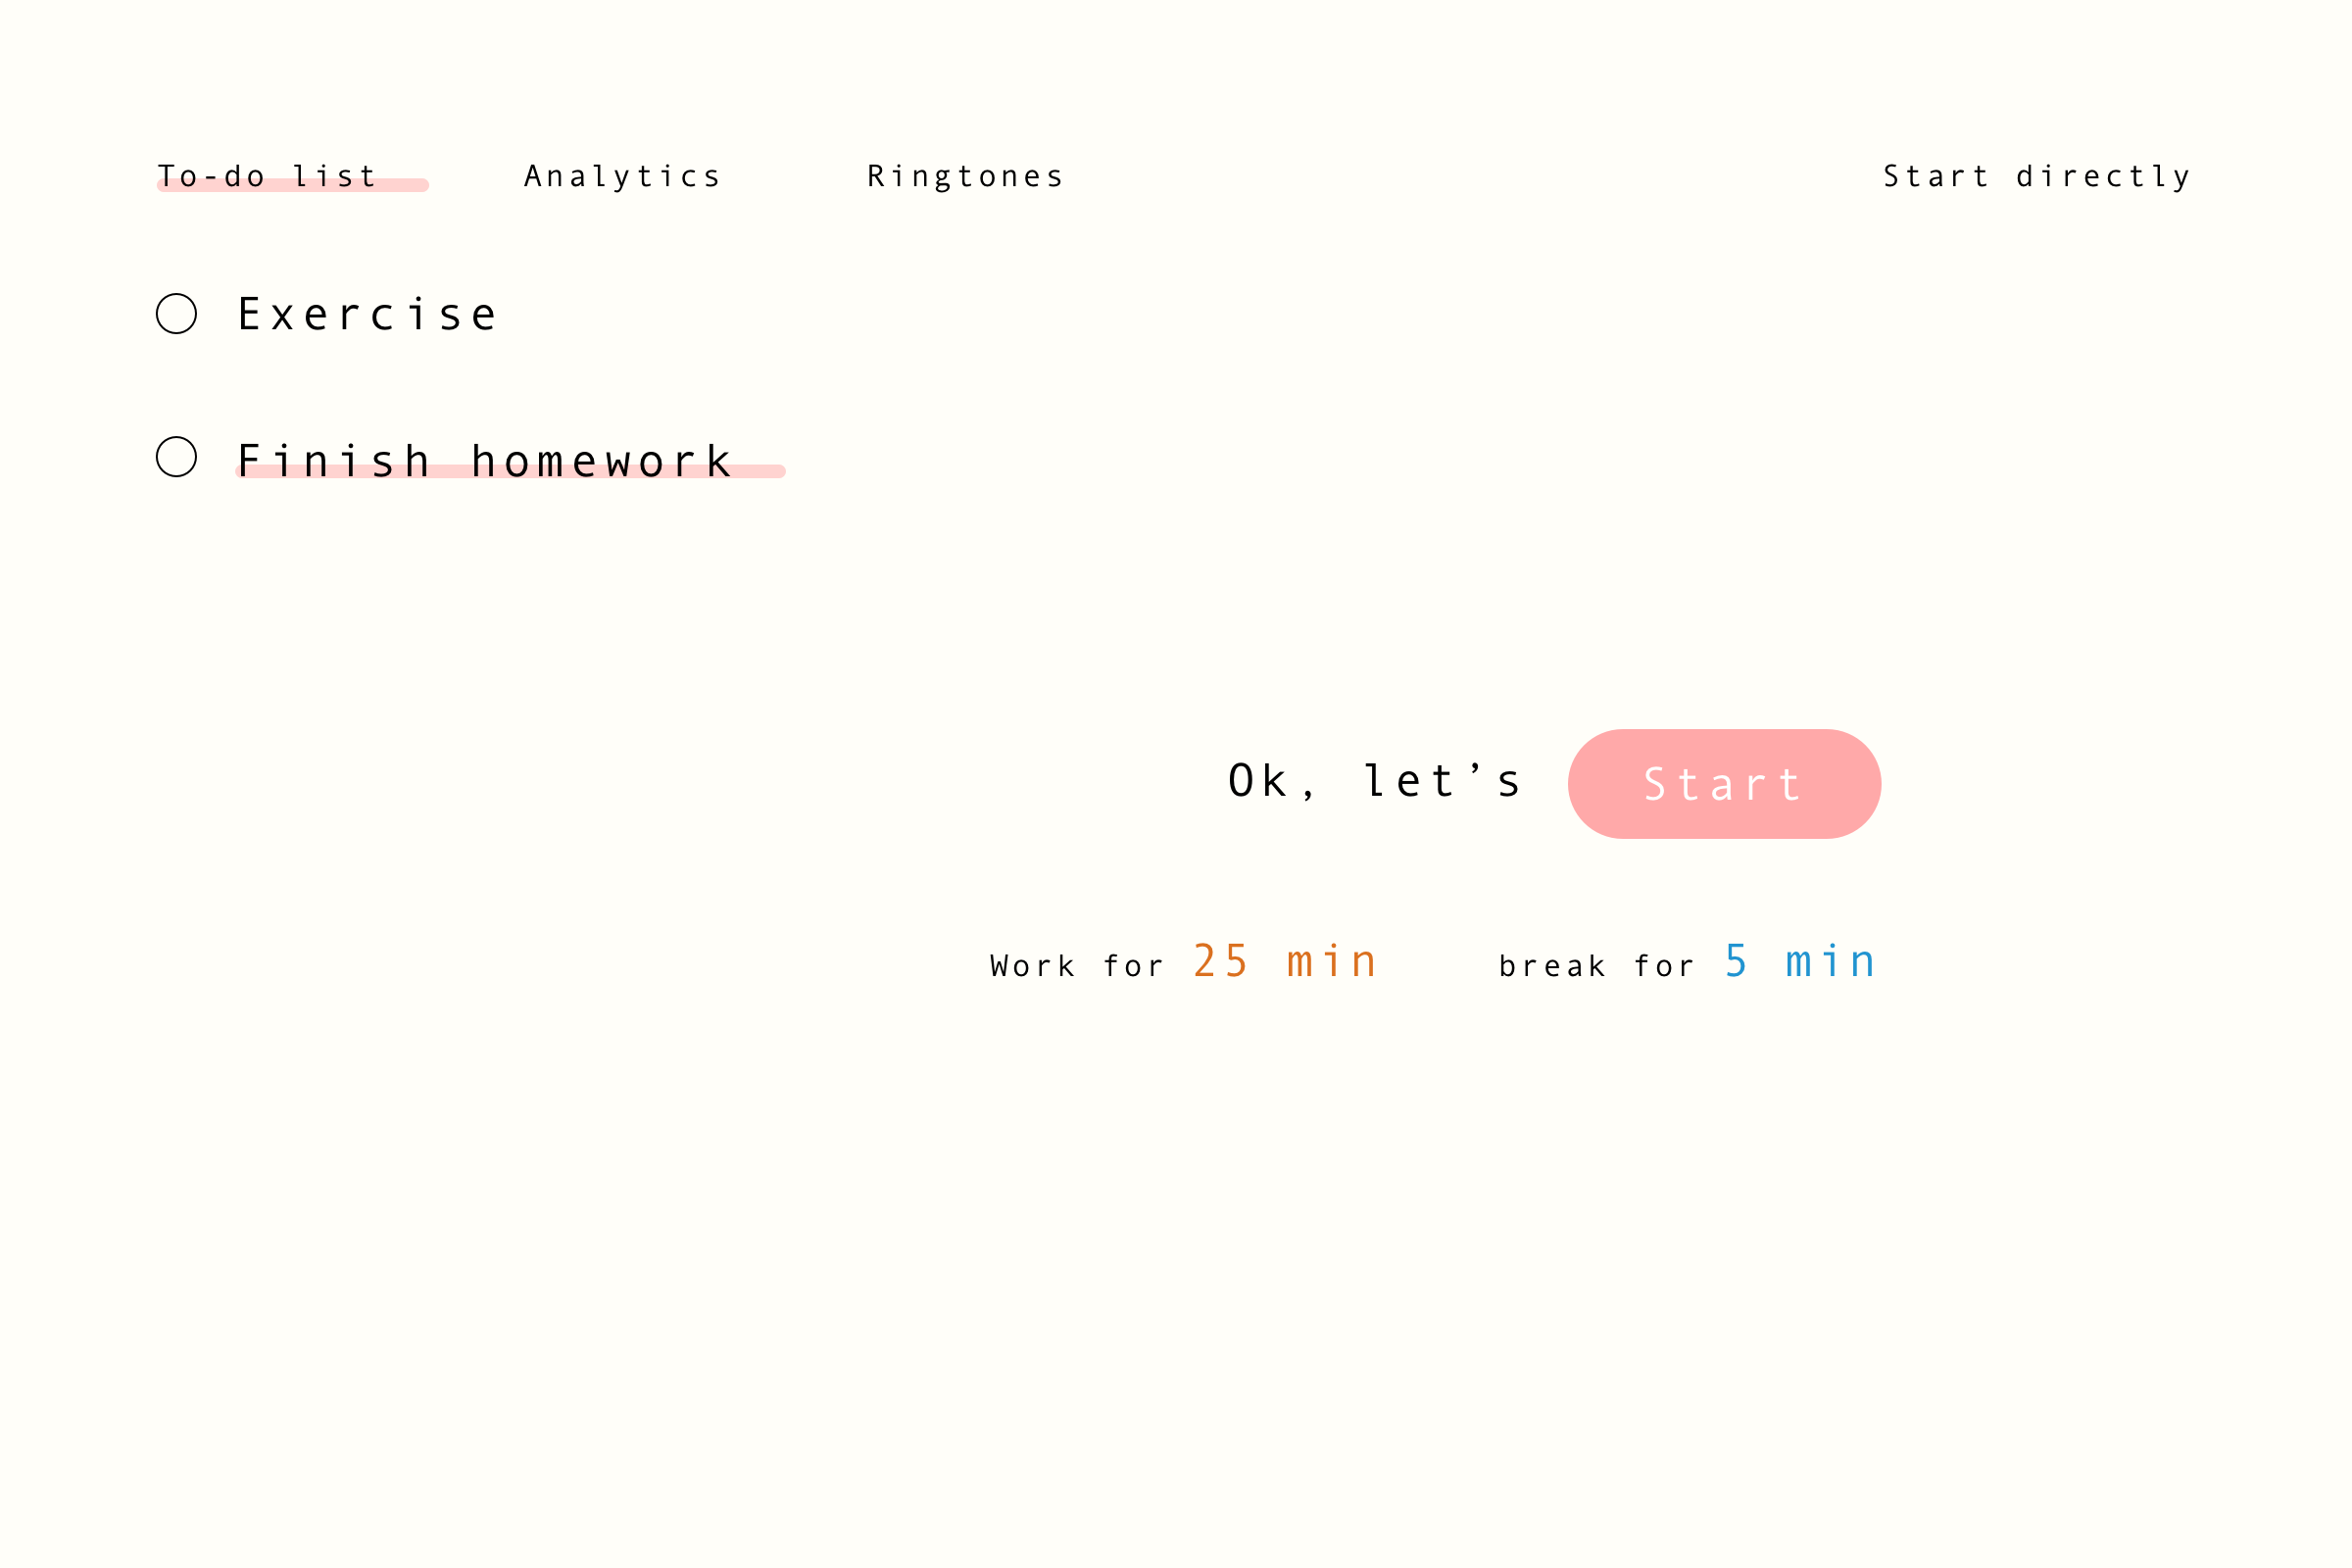 To-do list Analytics Ringtones Start directly
Exercise
Finish homework
Ok, let’s Start
Work for 25 min break for 5 min